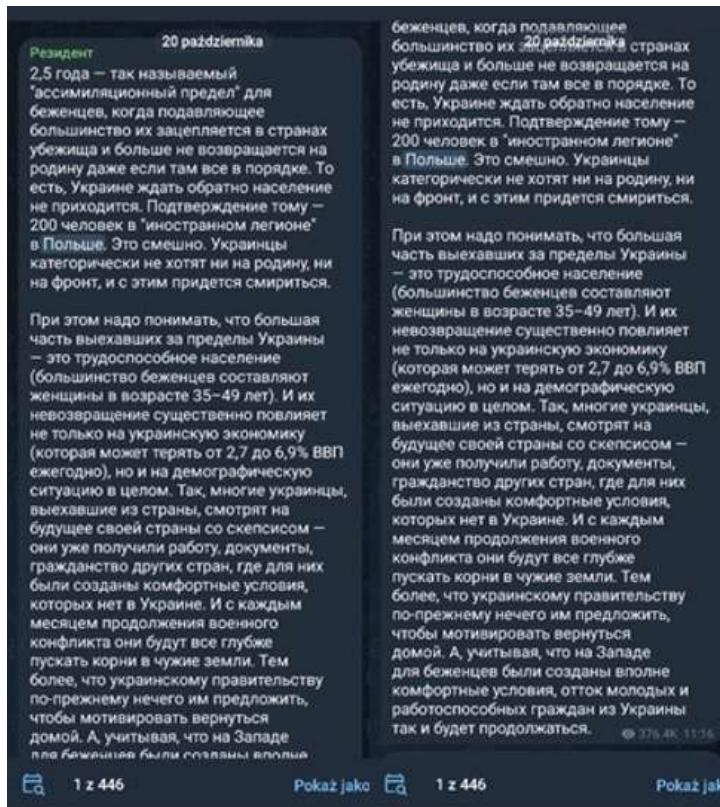 20 października
Резидент
2,5 года — так называемый
"ассимиляционный предел" для
беженцев, когда подавляющее
большинство их зацепляется в странах
убежища и больше не возвращается на
родину даже если там все в порядке. То
есть, Украине ждать обратно население
не приходится. Подтверждение тому —
200 человек в "иностранном легионе"
в Польше. Это смешно. Украинцы
категорически не хотят ни на родину, ни
на фронт, и с этим придется смириться.
При этом надо понимать, что большая
часть выехавших за пределы Украины
— это трудоспособное население
(большинство беженцев составляют
женщины в возрасте 35–49 лет). И их
невозвращение существенно повлияет
не только на украинскую экономику
(которая может терять от 2,7 до 6,9% ВВП
ежегодно), но и на демографическую
ситуацию в целом. Так, многие украинцы,
выехавшие из страны, смотрят на
будущее своей страны со скепсисом —
они уже получили работу, документы,
гражданство других стран, где для них
были созданы комфортные условия,
которых нет в Украине. И с каждым
месяцем продолжения военного
конфликта они будут все глубже
пускать корни в чужие земли. Тем
более, что украинскому правительству
по-прежнему нечего им предложить,
чтобы мотивировать вернуться
домой. А, учитывая, что на Западе
для беженцев были созданы вполне
1 z 446
Pokaż jako
беженцев, когда подавляющее
20 października
большинство их зацепляется в странах
убежища и больше не возвращается на
родину даже если там все в порядке. То
есть, Украине ждать обратно население
не приходится. Подтверждение тому —
200 человек в "иностранном легионе"
в Польше. Это смешно. Украинцы
категорически не хотят ни на родину, ни
на фронт, и с этим придется смириться.
При этом надо понимать, что большая
часть выехавших за пределы Украины
— это трудоспособное население
(большинство беженцев составляют
женщины в возрасте 35–49 лет). И их
невозвращение существенно повлияет
не только на украинскую экономику
(которая может терять от 2,7 до 6,9% ВВП
ежегодно), но и на демографическую
ситуацию в целом. Так, многие украинцы,
выехавшие из страны, смотрят на
будущее своей страны со скепсисом —
они уже получили работу, документы,
гражданство других стран, где для них
были созданы комфортные условия,
которых нет в Украине. И с каждым
месяцем продолжения военного
конфликта они будут все глубже
пускать корни в чужие земли. Тем
более, что украинскому правительству
по-прежнему нечего им предложить,
чтобы мотивировать вернуться
домой. А, учитывая, что на Западе
для беженцев были созданы вполне
комфортные условия, отток молодых и
работоспособных граждан из Украины
так и будет продолжаться.
376.4K 11:16
1 z 446
Pokaż jak